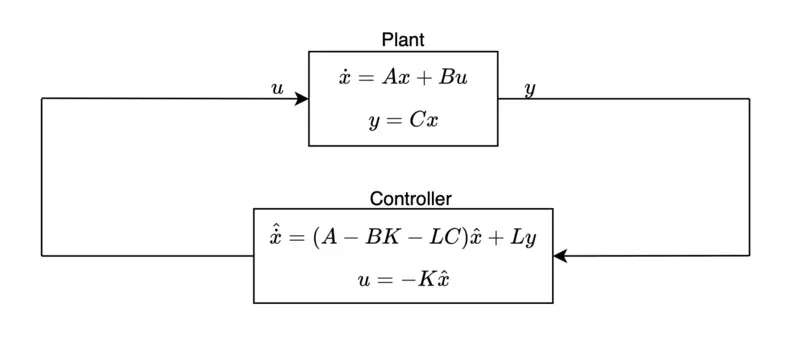 Plant
u
ẋ = Ax + Bu
y
y = Cx
Controller
x̂̇ = (A − BK − LC)x̂ + Ly
u = −Kx̂